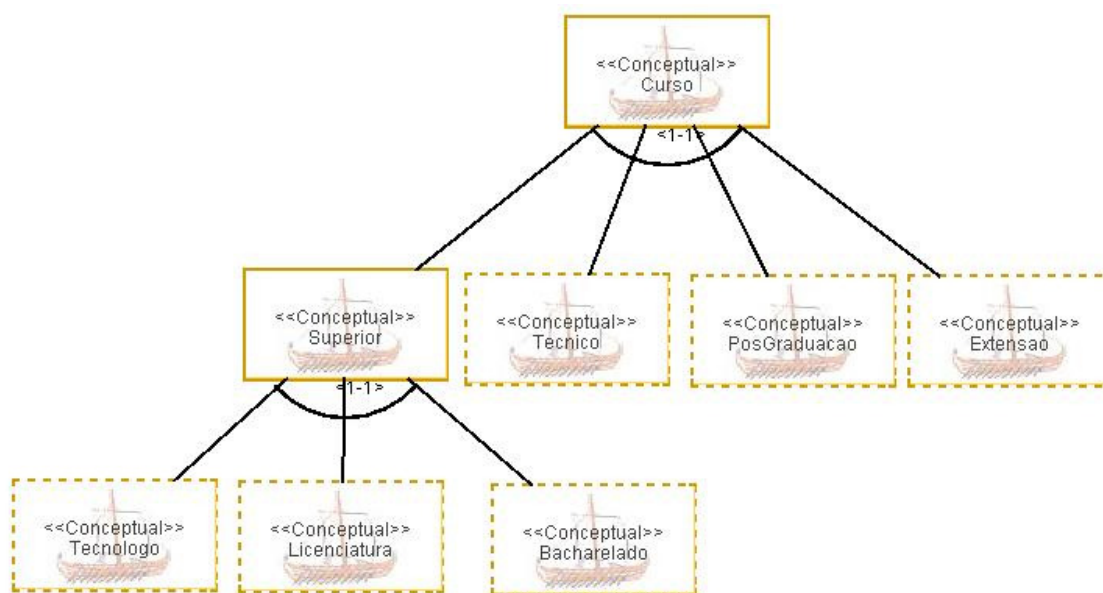 <<Conceptual>>
Curso
<1-1>
<<Conceptual>>
Superior
<<Conceptual>>
Tecnico
<<Conceptual>>
PosGraduacao
<<Conceptual>>
Extensao
<1-1>
<<Conceptual>>
Tecnologo
<<Conceptual>>
Licenciatura
<<Conceptual>>
Bacharelado